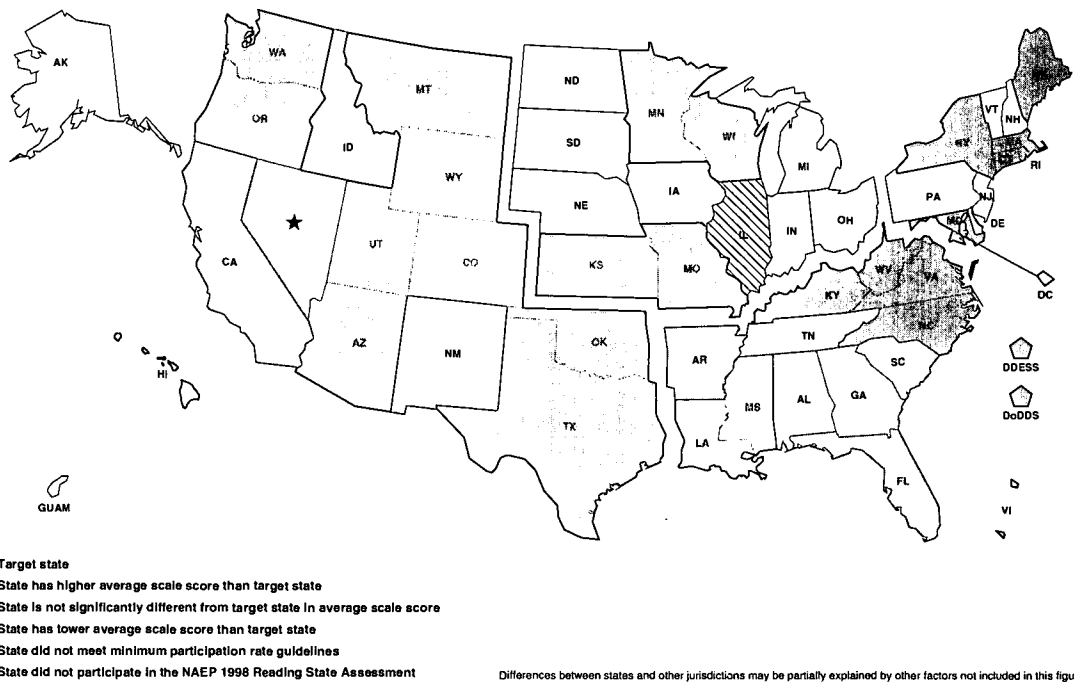 AK
WA
OR
ID
MT
WY
CA
UT
CO
AZ
NM
HI
GUAM
ND
SD
NE
KS
MN
IA
MO
WI
IL
MI
IN
OH
OK
TX
AR
LA
KY
TN
MS
AL
GA
FL
SC
NC
VA
WV
PA
NY
VT
NH
MA
RI
NJ
DE
DC
DDESS
DoDDS
VI
Target state
State has higher average scale score than target state
State is not significantly different from target state in average scale score
State has tower average scale score than target state
State did not meet minimum participation rate guidelines
State did not participate in the NAEP 1998 Reading State Assessment
Differences between states and other jurisdictions may be partially explained by other factors not included in this figu